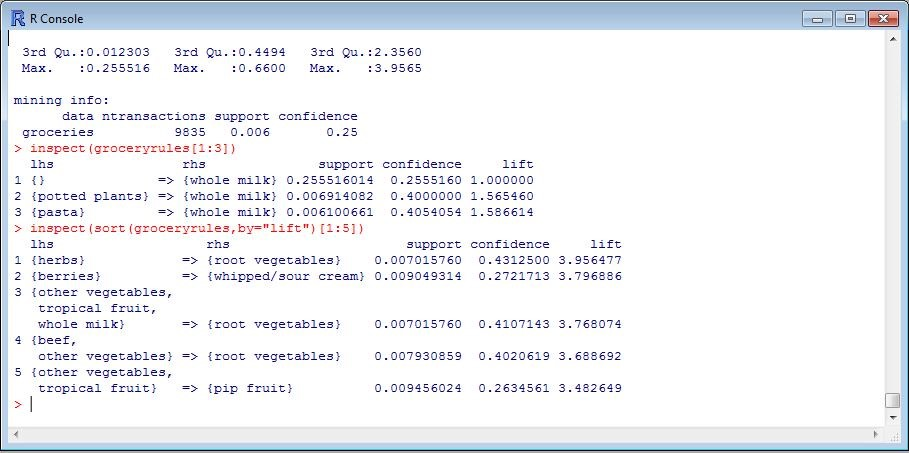 R Console
3rd Qu.:0.012303   3rd Qu.:0.4494   3rd Qu.:2.3560
Max.   :0.255516   Max.   :0.6600   Max.   :3.9565
mining info:
      data ntransactions support confidence
 groceries          9835   0.006       0.25
> inspect(groceryrules[1:3])
  lhs                rhs              support confidence     lift
1 {}              => {whole milk} 0.255516014  0.2555160 1.000000
2 {potted plants} => {whole milk} 0.006914082  0.4000000 1.565460
3 {pasta}         => {whole milk} 0.006100661  0.4054054 1.586614
> inspect(sort(groceryrules,by="lift")[1:5])
  lhs                   rhs                      support confidence     lift
1 {herbs}            => {root vegetables}    0.007015760  0.4312500 3.956477
2 {berries}          => {whipped/sour cream} 0.009049314  0.2721713 3.796886
3 {other vegetables,
   tropical fruit,
   whole milk}       => {root vegetables}    0.007015760  0.4107143 3.768074
4 {beef,
   other vegetables} => {root vegetables}    0.007930859  0.4020619 3.688692
5 {other vegetables,
   tropical fruit}   => {pip fruit}          0.009456024  0.2634561 3.482649
>